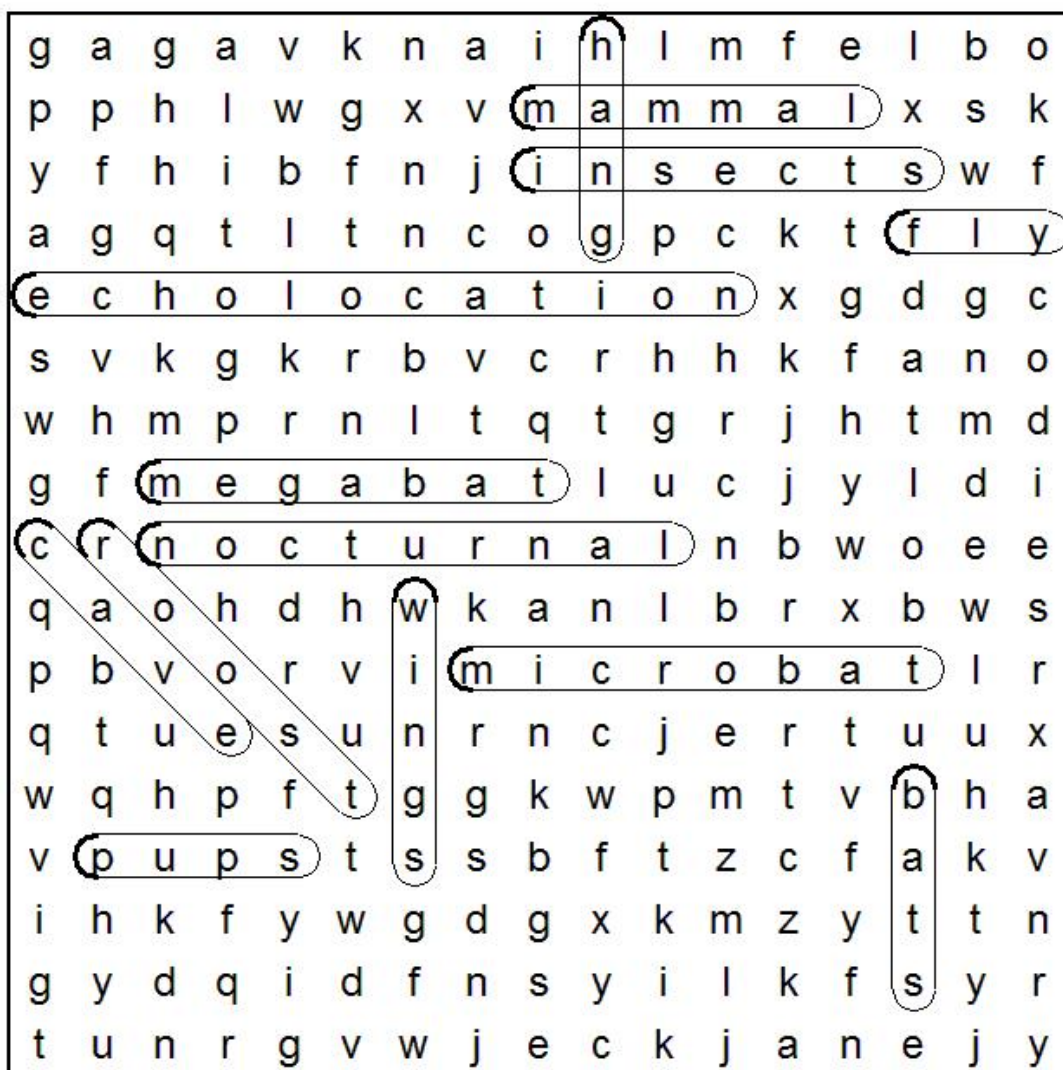 g a g a v k n a i h l m f e l b o
p p h l w g x v m a m m a l x s k
y f h i b f n j i n s e c t s w f
a g q t l t n c o g p c k t f l y
e c h o l o c a t i o n x g d g c
s v k g k r b v c r h h k f a n o
w h m p r n l t q t g r j h t m d
g f m e g a b a t l u c j y l d i
c r n o c t u r n a l n b w o e e
q a o h d h w k a n l b r x b w s
p b v o r v i m i c r o b a t l r
q t u e s u n r n c j e r t u u x
w q h p f t g g k w p m t v b h a
v p u p s t s s b f t z c f a k v
i h k f y w g d g x k m z y t t n
g y d q i d f n s y i l k f s y r
t u n r g v w j e c k j a n e j y